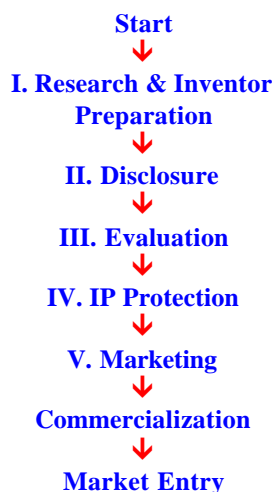 Start
I. Research & Inventor
Preparation
II. Disclosure
III. Evaluation
IV. IP Protection
V. Marketing
Commercialization
Market Entry